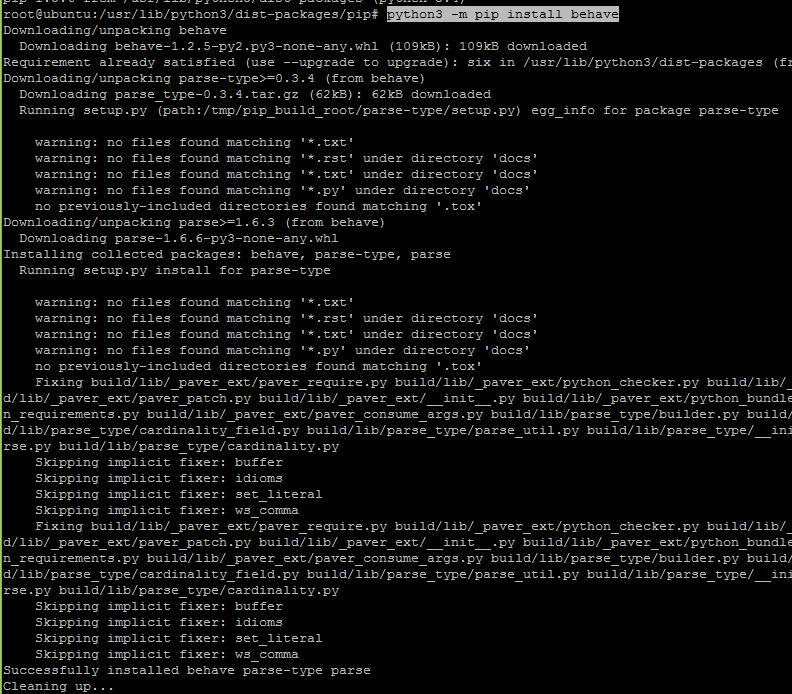 root@ubuntu:/usr/lib/python3/dist-packages/pip# python3 -m pip install behave
Downloading/unpacking behave
  Downloading behave-1.2.5-py2.py3-none-any.whl (109kB): 109kB downloaded
Requirement already satisfied (use --upgrade to upgrade): six in /usr/lib/python3/dist-packages (fr
Downloading/unpacking parse-type>=0.3.4 (from behave)
  Downloading parse_type-0.3.4.tar.gz (62kB): 62kB downloaded
  Running setup.py (path:/tmp/pip_build_root/parse-type/setup.py) egg_info for package parse-type
    warning: no files found matching '*.txt'
    warning: no files found matching '*.rst' under directory 'docs'
    warning: no files found matching '*.txt' under directory 'docs'
    warning: no files found matching '*.py' under directory 'docs'
    no previously-included directories found matching '.tox'
Downloading/unpacking parse>=1.6.3 (from behave)
  Downloading parse-1.6.6-py3-none-any.whl
Installing collected packages: behave, parse-type, parse
  Running setup.py install for parse-type
    warning: no files found matching '*.txt'
    warning: no files found matching '*.rst' under directory 'docs'
    warning: no files found matching '*.txt' under directory 'docs'
    warning: no files found matching '*.py' under directory 'docs'
    no previously-included directories found matching '.tox'
    Fixing build/lib/_paver_ext/paver_require.py build/lib/_paver_ext/python_checker.py build/lib/_
d/lib/_paver_ext/paver_patch.py build/lib/_paver_ext/__init__.py build/lib/_paver_ext/python_bundle
n_requirements.py build/lib/_paver_ext/paver_consume_args.py build/lib/parse_type/builder.py build/
d/lib/parse_type/cardinality_field.py build/lib/parse_type/parse_util.py build/lib/parse_type/__ini
rse.py build/lib/parse_type/cardinality.py
    Skipping implicit fixer: buffer
    Skipping implicit fixer: idioms
    Skipping implicit fixer: set_literal
    Skipping implicit fixer: ws_comma
    Fixing build/lib/_paver_ext/paver_require.py build/lib/_paver_ext/python_checker.py build/lib/_
d/lib/_paver_ext/paver_patch.py build/lib/_paver_ext/__init__.py build/lib/_paver_ext/python_bundle
n_requirements.py build/lib/_paver_ext/paver_consume_args.py build/lib/parse_type/builder.py build/
d/lib/parse_type/cardinality_field.py build/lib/parse_type/parse_util.py build/lib/parse_type/__ini
rse.py build/lib/parse_type/cardinality.py
    Skipping implicit fixer: buffer
    Skipping implicit fixer: idioms
    Skipping implicit fixer: set_literal
    Skipping implicit fixer: ws_comma
Successfully installed behave parse-type parse
Cleaning up...